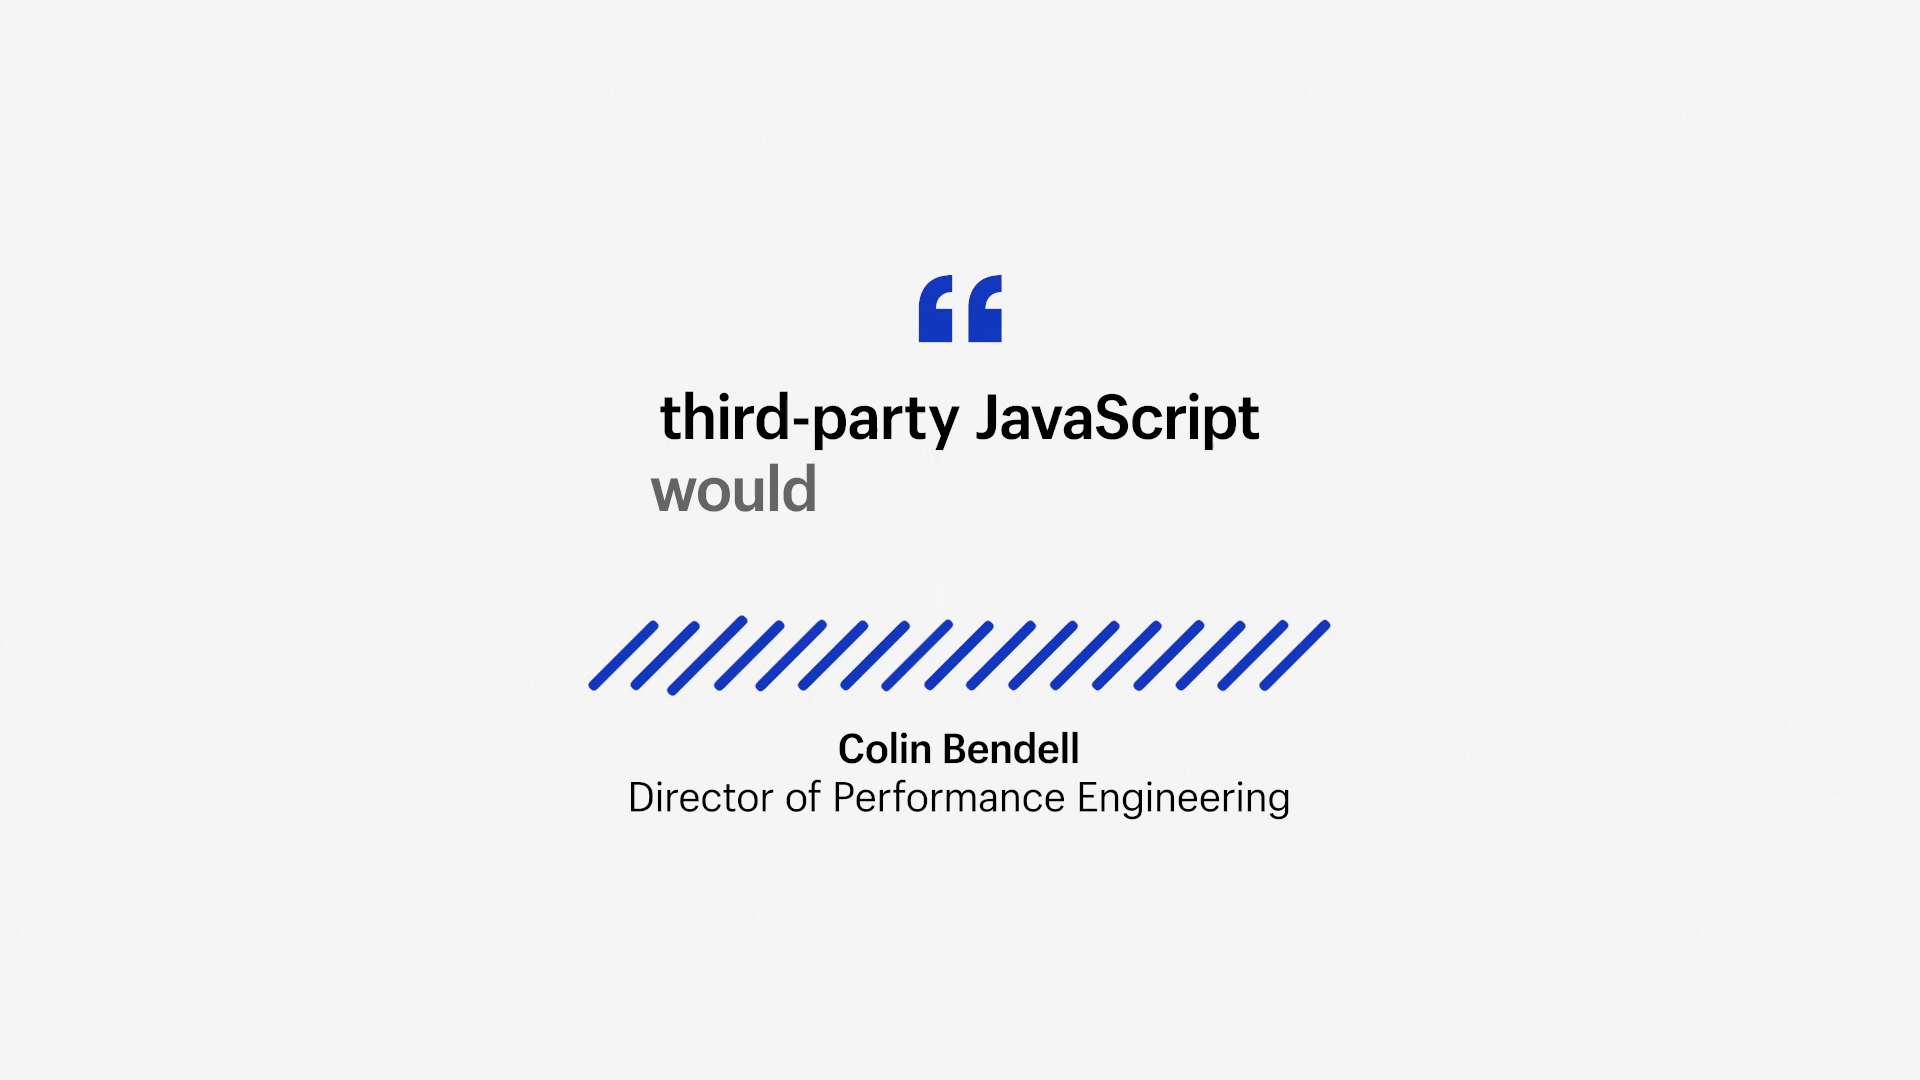 “
third-party JavaScript
would
Colin Bendell
Director of Performance Engineering